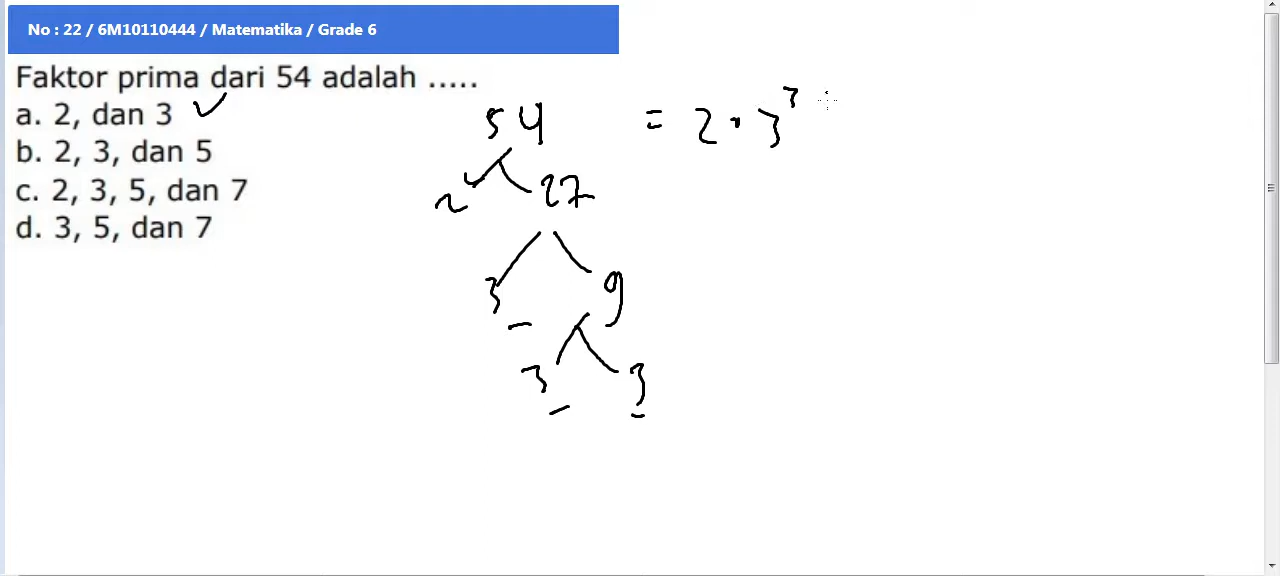 No : 22 / 6M10110444 / Matematika / Grade 6
Faktor prima dari 54 adalah .....
a. 2, dan 3 ✓
b. 2, 3, dan 5
c. 2, 3, 5, dan 7
d. 3, 5, dan 7
54 = 2 · 3³
2 27
3 9
3 3